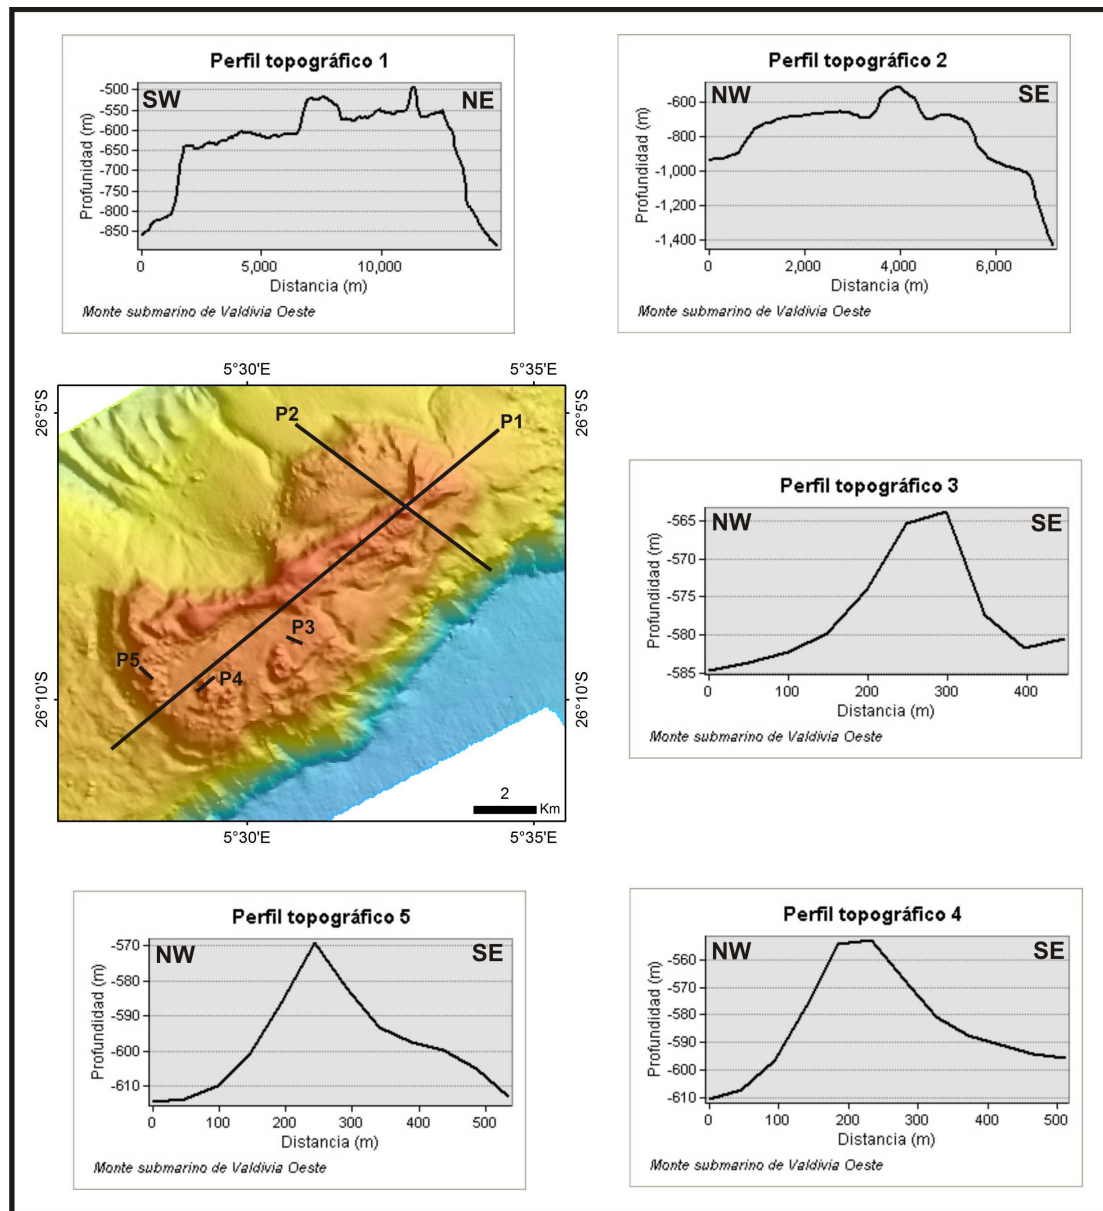 Perfil topográfico 1
SW NE
-500
-550
-600
-650
-700
-750
-800
-850
Profunidad (m)
0 5,000 10,000
Distancia (m)
Monte submarino de Valdivia Oeste
Perfil topográfico 2
NW SE
-600
-800
-1,000
-1,200
-1,400
Profundidad (m)
0 2,000 4,000 6,000
Distancia (m)
Monte submarino de Valdivia Oeste
5°30'E 5°35'E
26°5'S 26°5'S
P2 P1
P3
P5
P4
26°10'S 26°10'S
2
Km
5°30'E 5°35'E
Perfil topográfico 3
NW SE
-565
-570
-575
-580
-585
Profundidad (m)
0 100 200 300 400
Distancia (m)
Monte submarino de Valdivia Oeste
Perfil topográfico 5
NW SE
-570
-580
-590
-600
-610
Profundidad (m)
0 100 200 300 400 500
Distancia (m)
Monte submarino de Valdivia Oeste
Perfil topográfico 4
NW SE
-560
-570
-580
-590
-600
-610
Profundidad (m)
0 100 200 300 400 500
Distancia (m)
Monte submarino de Valdivia Oeste